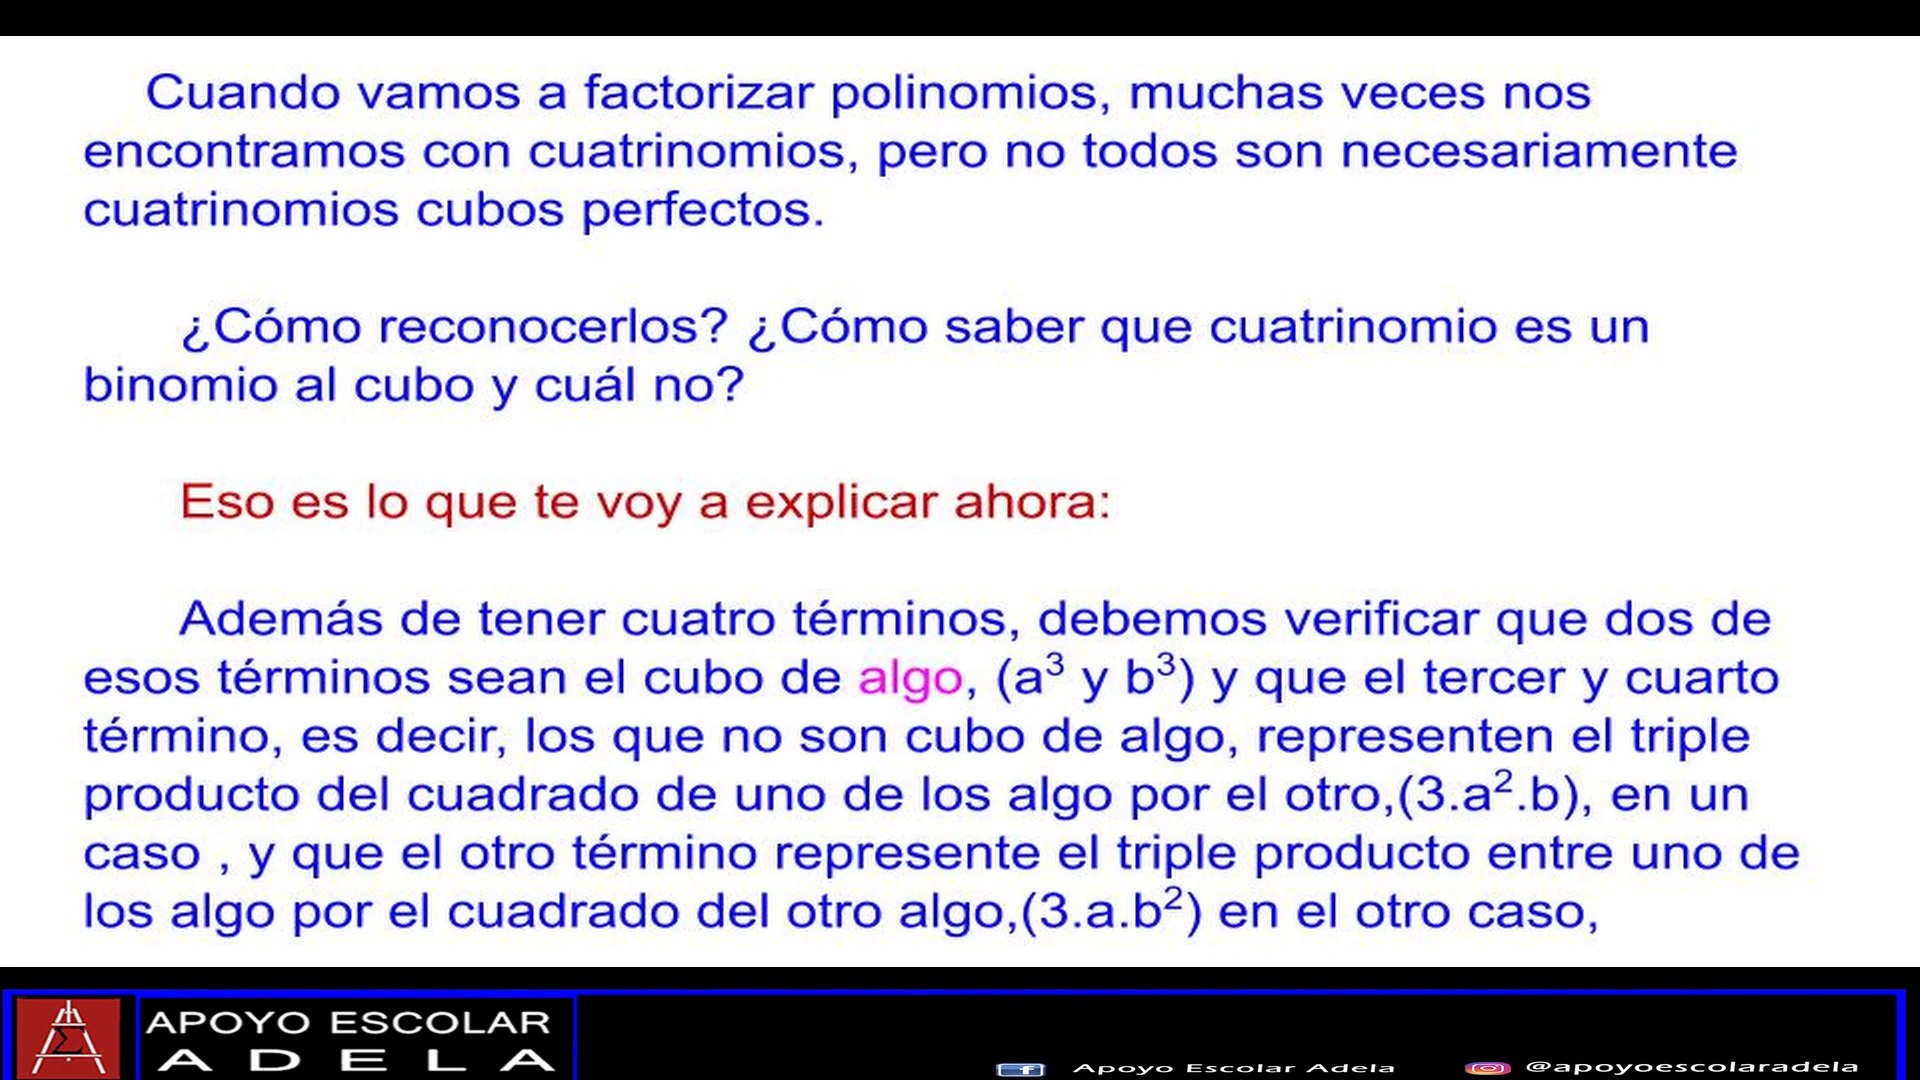 Cuando vamos a factorizar polinomios, muchas veces nos
encontramos con cuatrinomios, pero no todos son necesariamente
cuatrinomios cubos perfectos.
¿Cómo reconocerlos? ¿Cómo saber que cuatrinomio es un
binomio al cubo y cuál no?
Eso es lo que te voy a explicar ahora:
Además de tener cuatro términos, debemos verificar que dos de
esos términos sean el cubo de algo, (a³ y b³) y que el tercer y cuarto
término, es decir, los que no son cubo de algo, representen el triple
producto del cuadrado de uno de los algo por el otro,(3.a².b), en un
caso , y que el otro término represente el triple producto entre uno de
los algo por el cuadrado del otro algo,(3.a.b²) en el otro caso,
APOYO ESCOLAR
ADELA
Apoyo Escolar Adela
@apoyoescolaradela